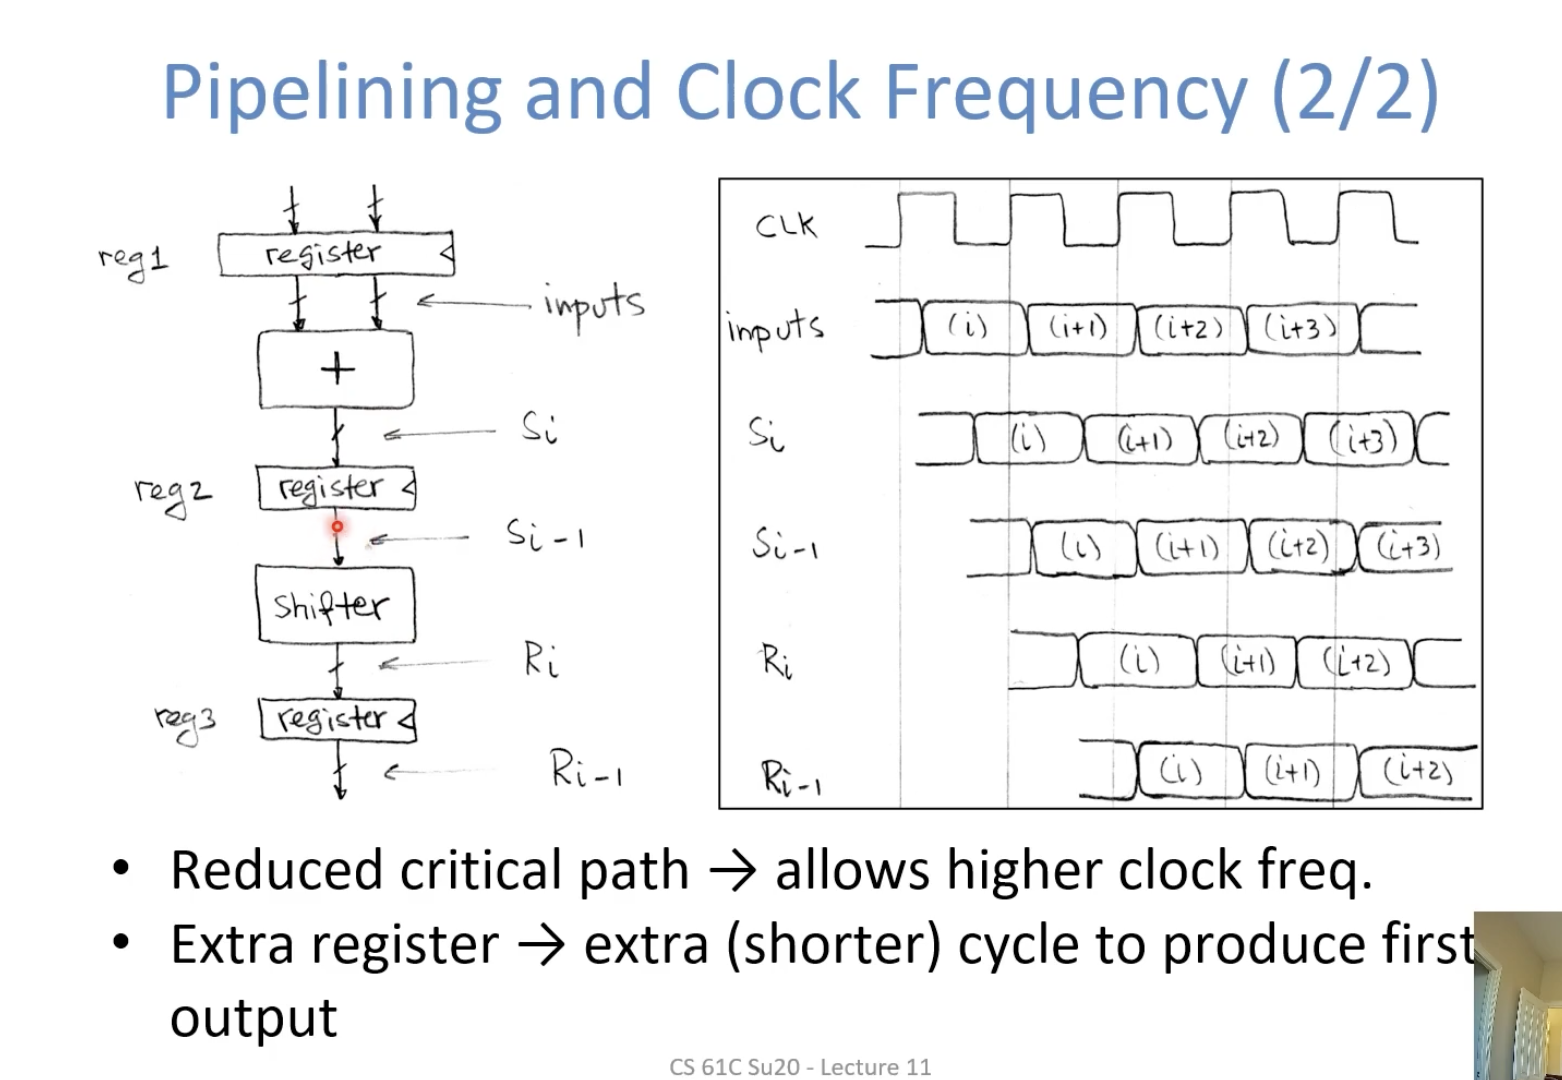 Pipelining and Clock Frequency (2/2)
reg1
register
inputs
+
Si
reg2
register
Si-1
Shifter
Ri
reg3
register
Ri-1
CLK
inputs (i) (i+1) (i+2) (i+3)
Si (i) (i+1) (i+2) (i+3)
Si-1 (i) (i+1) (i+2) (i+3)
Ri (i) (i+1) (i+2)
Ri-1 (i) (i+1) (i+2)
• Reduced critical path → allows higher clock freq.
• Extra register → extra (shorter) cycle to produce first
output
CS 61C Su20 - Lecture 11